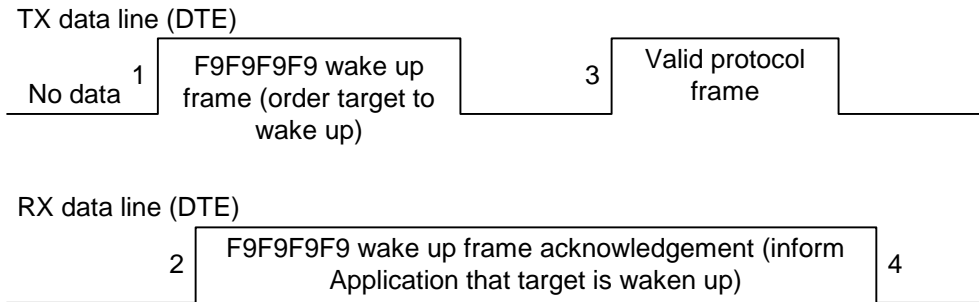 TX data line (DTE)
No data
1
F9F9F9F9 wake up
frame (order target to
wake up)
3
Valid protocol
frame
RX data line (DTE)
2
F9F9F9F9 wake up frame acknowledgement (inform
Application that target is waken up)
4